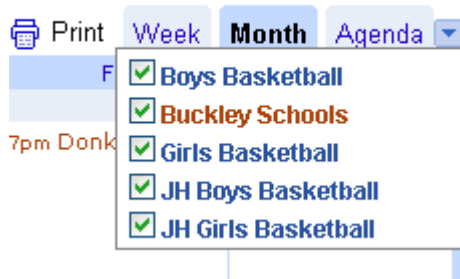 Print Week Month Agenda
F
Boys Basketball
Buckley Schools
7pm Donk
Girls Basketball
JH Boys Basketball
JH Girls Basketball